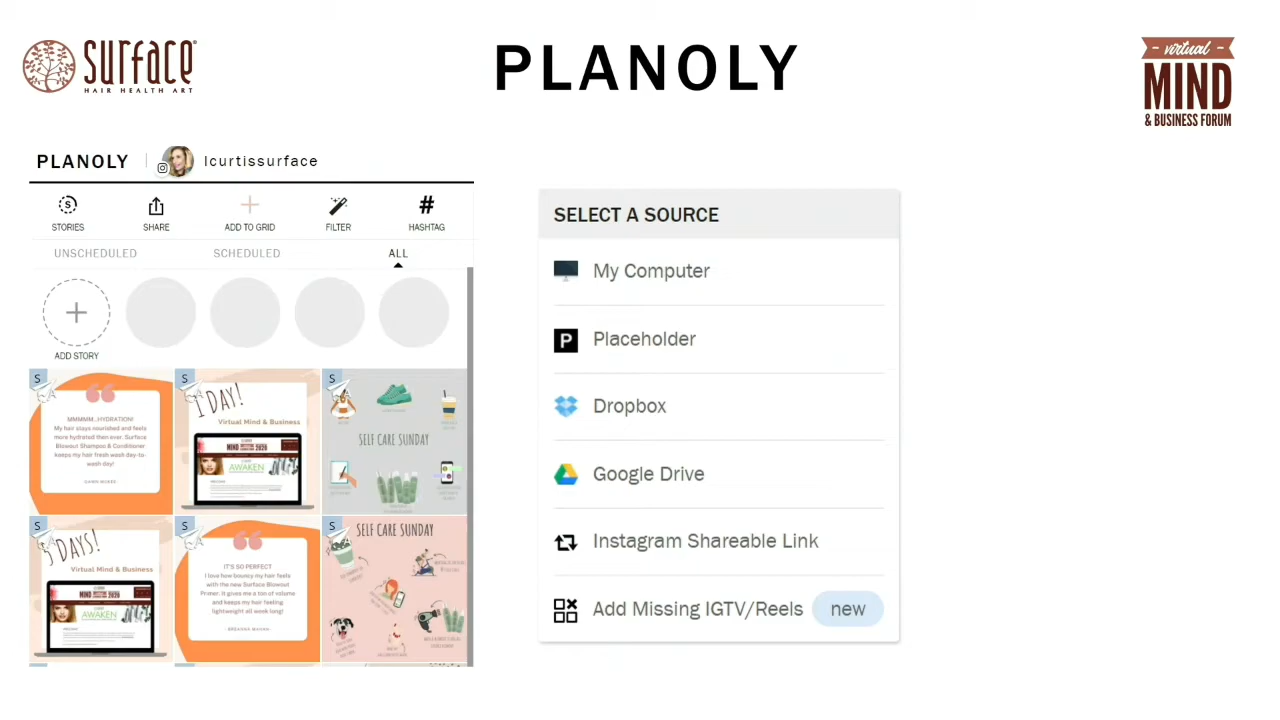 SURFACE
HAIR HEALTH ART
PLANOLY
virtual
MIND
& BUSINESS FORUM
PLANOLY
lcurtissurface
STORIES
SHARE
ADD TO GRID
FILTER
HASHTAG
UNSCHEDULED
SCHEDULED
ALL
ADD STORY
S
MMMMM...HYDRATION!
My hair stays nourished and feels
more hydrated then ever. Surface
Blowout Shampoo & Conditioner
keeps my hair fresh wash day-to-
wash day!
S
1 DAY!
Virtual Mind & Business
MIND
2020
AWAKEN
S
SELF CARE SUNDAY
S
DAYS!
Virtual Mind & Business
AWAKEN
S
IT'S SO PERFECT
I love how bouncy my hair feels
with the new Surface Blowout
Primer. It gives me a ton of volume
and keeps my hair feeling
lightweight all week long!
S
SELF CARE SUNDAY
SELECT A SOURCE
My Computer
P
Placeholder
Dropbox
Google Drive
Instagram Shareable Link
Add Missing IGTV/Reels
new